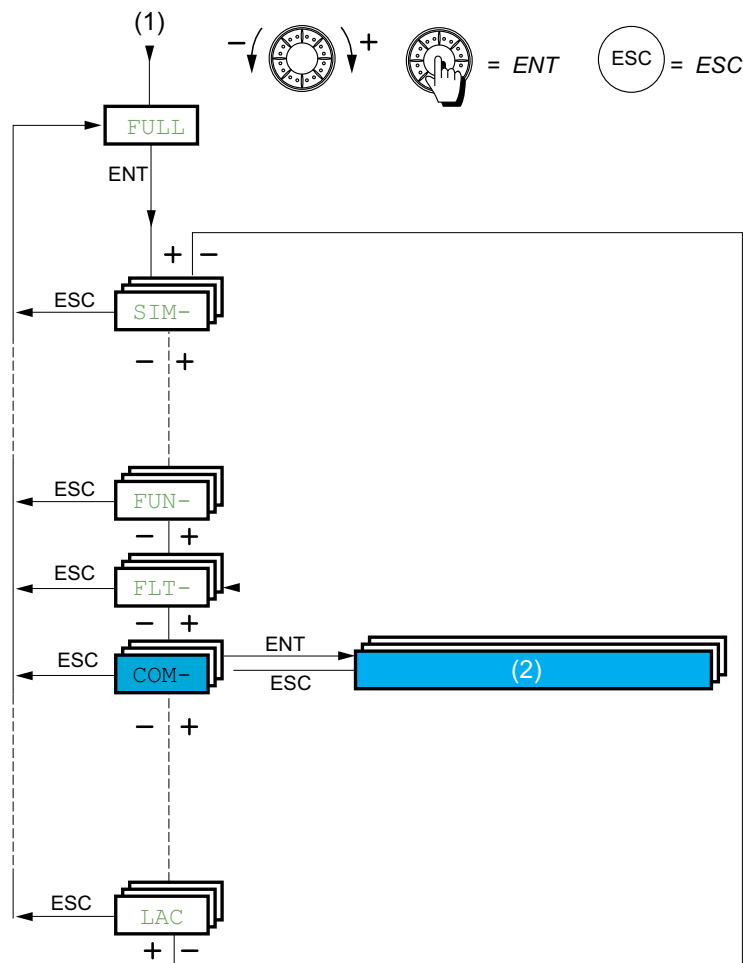 (1)
− +
= ENT
ESC = ESC
FULL
ENT
+ −
ESC
SIM-
− +
ESC
FUN-
− +
ESC
FLT-
− +
ESC
COM-
ENT
ESC
(2)
− +
ESC
LAC
+ −